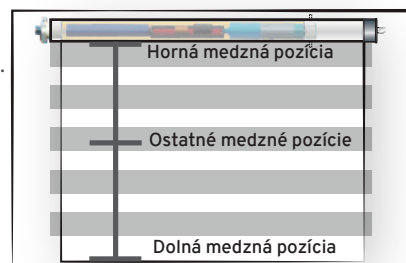 Horná medzná pozícia
Ostatné medzné pozície
Dolná medzná pozícia